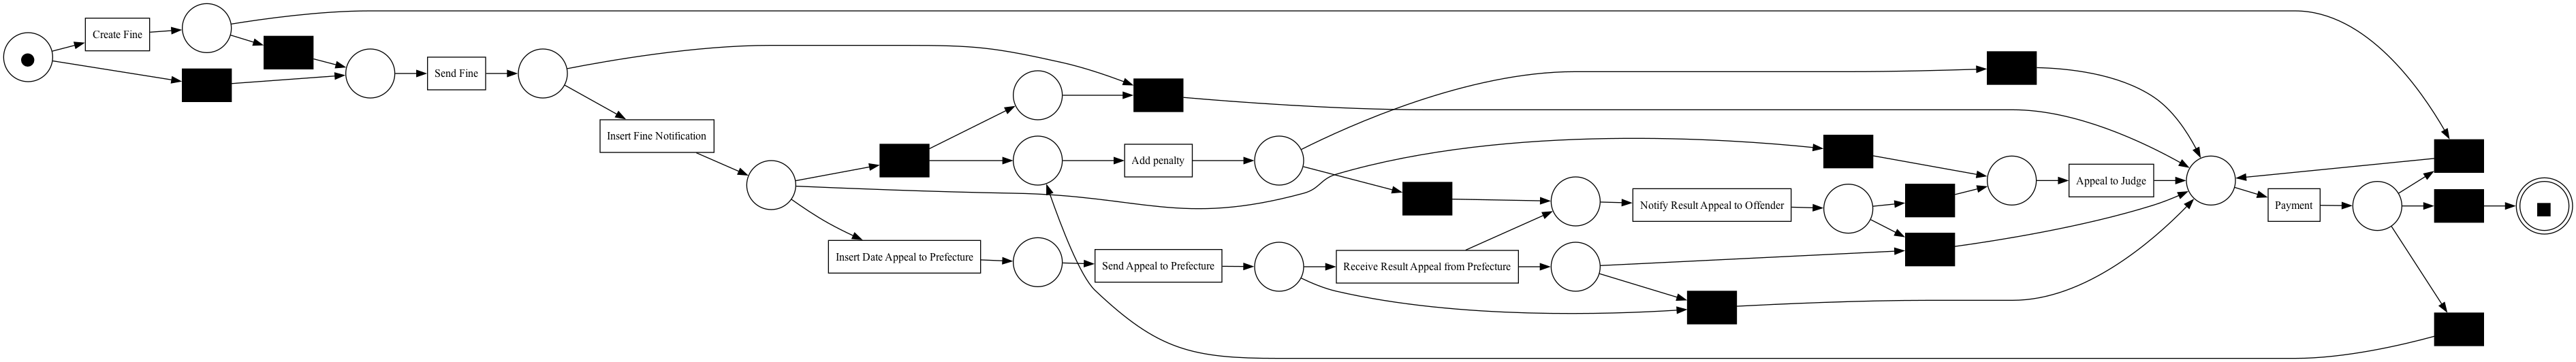 Create Fine
Send Fine
Insert Fine Notification
Add penalty
Appeal to Judge
Notify Result Appeal to Offender
Payment
Insert Date Appeal to Prefecture
Send Appeal to Prefecture
Receive Result Appeal from Prefecture